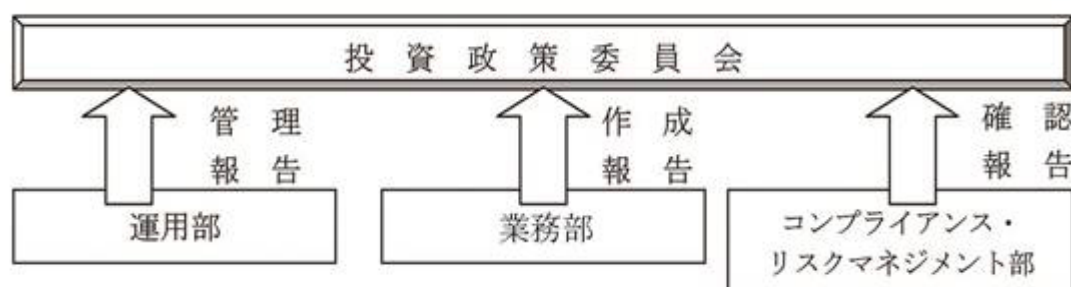 投資政策委員会
管理
報告
作成
報告
確認
報告
運用部
業務部
コンプライアンス・
リスクマネジメント部